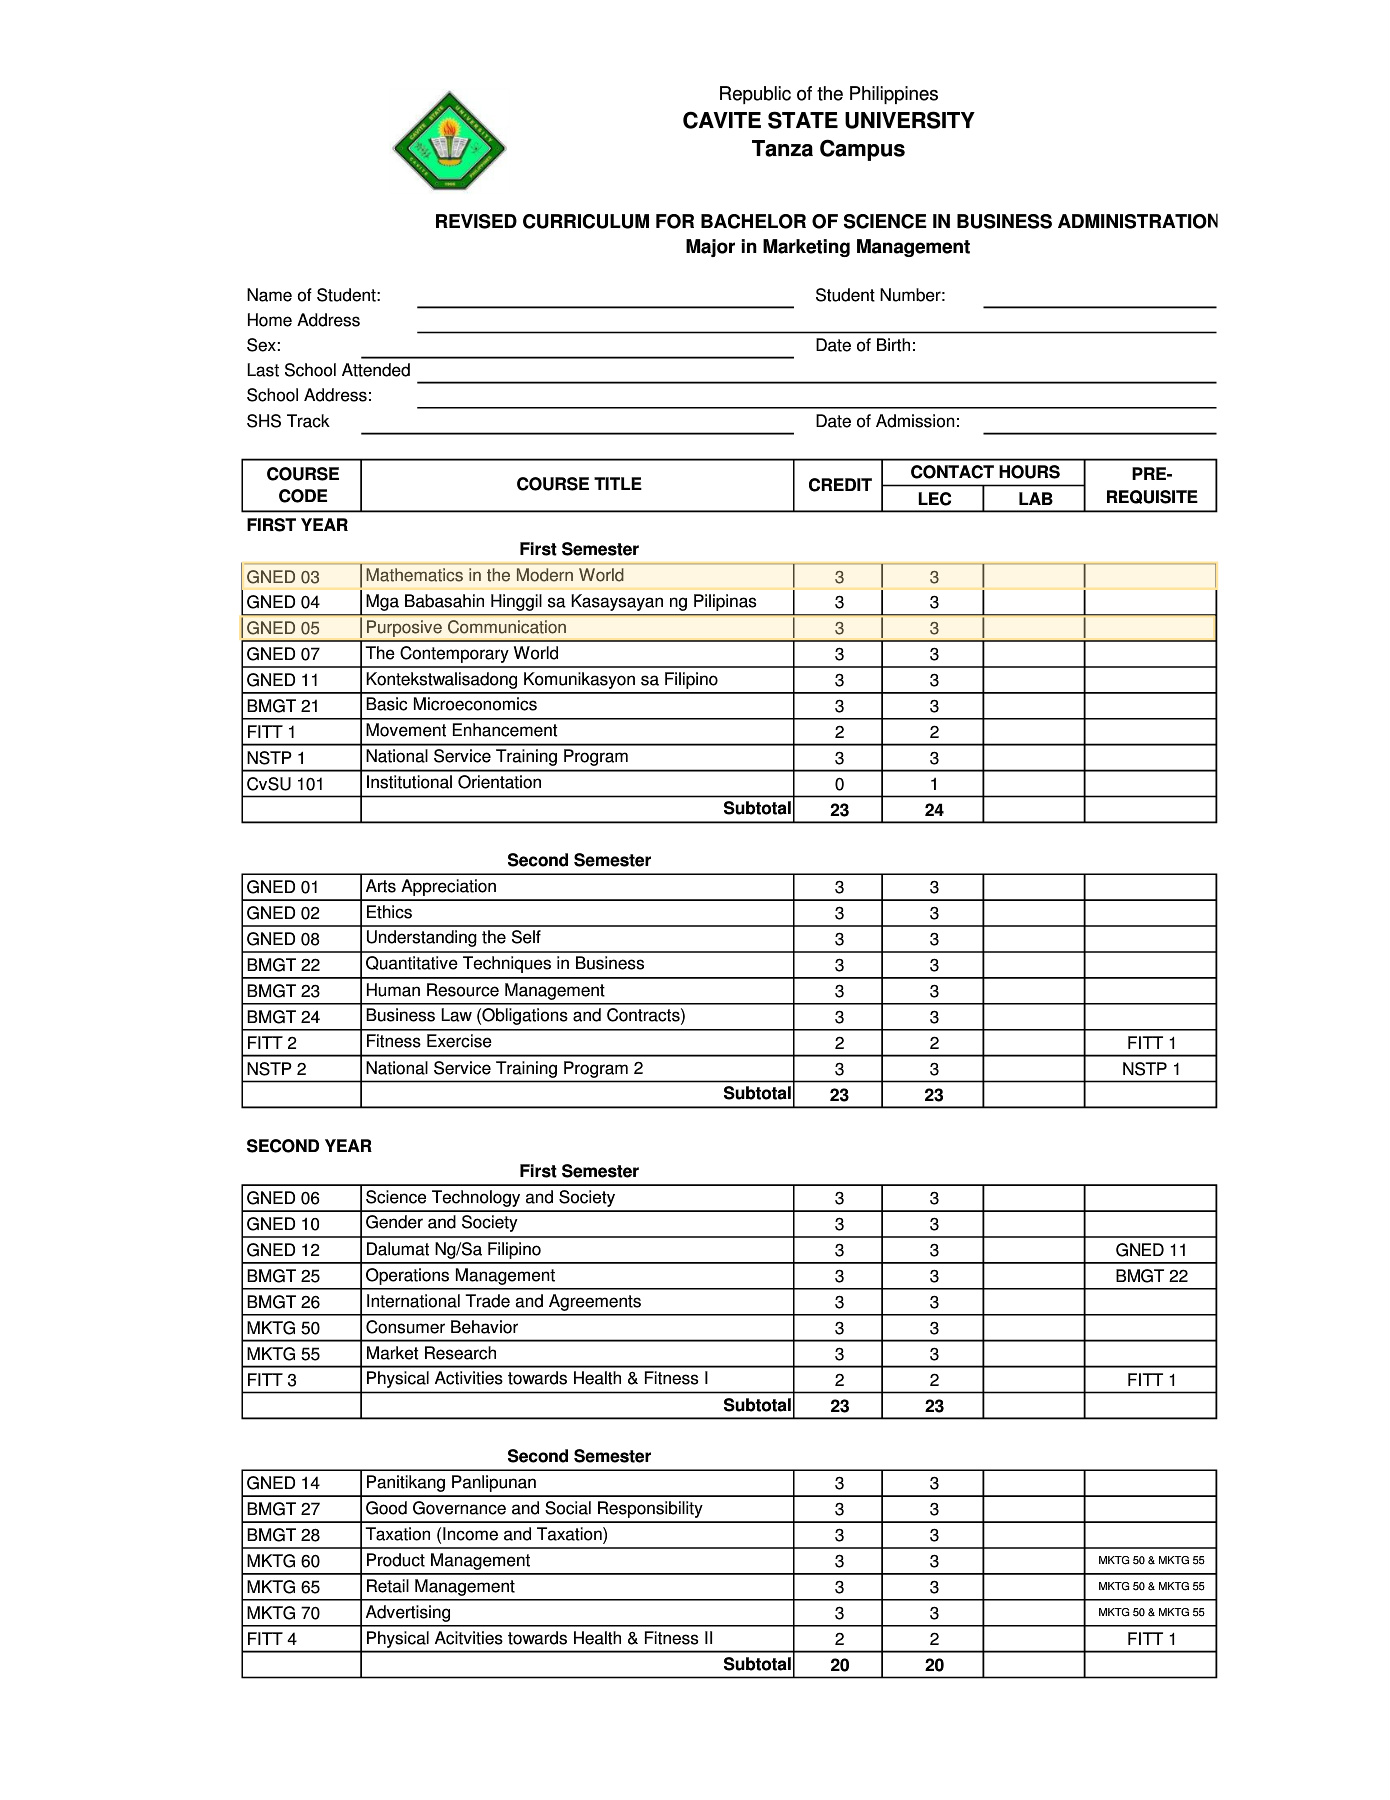 Republic of the Philippines
CAVITE STATE UNIVERSITY
Tanza Campus
REVISED CURRICULUM FOR BACHELOR OF SCIENCE IN BUSINESS ADMINISTRATION
Major in Marketing Management
Name of Student: Student Number:
Home Address
Sex: Date of Birth:
Last School Attended
School Address:
SHS Track Date of Admission:
COURSE CODE COURSE TITLE CREDIT CONTACT HOURS LEC LAB PRE-REQUISITE
FIRST YEAR
First Semester
GNED 03 Mathematics in the Modern World 3 3
GNED 04 Mga Babasahin Hinggil sa Kasaysayan ng Pilipinas 3 3
GNED 05 Purposive Communication 3 3
GNED 07 The Contemporary World 3 3
GNED 11 Kontekstwalisadong Komunikasyon sa Filipino 3 3
BMGT 21 Basic Microeconomics 3 3
FITT 1 Movement Enhancement 2 2
NSTP 1 National Service Training Program 3 3
CvSU 101 Institutional Orientation 0 1
Subtotal 23 24
Second Semester
GNED 01 Arts Appreciation 3 3
GNED 02 Ethics 3 3
GNED 08 Understanding the Self 3 3
BMGT 22 Quantitative Techniques in Business 3 3
BMGT 23 Human Resource Management 3 3
BMGT 24 Business Law (Obligations and Contracts) 3 3
FITT 2 Fitness Exercise 2 2 FITT 1
NSTP 2 National Service Training Program 2 3 3 NSTP 1
Subtotal 23 23
SECOND YEAR
First Semester
GNED 06 Science Technology and Society 3 3
GNED 10 Gender and Society 3 3
GNED 12 Dalumat Ng/Sa Filipino 3 3 GNED 11
BMGT 25 Operations Management 3 3 BMGT 22
BMGT 26 International Trade and Agreements 3 3
MKTG 50 Consumer Behavior 3 3
MKTG 55 Market Research 3 3
FITT 3 Physical Activities towards Health & Fitness I 2 2 FITT 1
Subtotal 23 23
Second Semester
GNED 14 Panitikang Panlipunan 3 3
BMGT 27 Good Governance and Social Responsibility 3 3
BMGT 28 Taxation (Income and Taxation) 3 3
MKTG 60 Product Management 3 3 MKTG 50 & MKTG 55
MKTG 65 Retail Management 3 3 MKTG 50 & MKTG 55
MKTG 70 Advertising 3 3 MKTG 50 & MKTG 55
FITT 4 Physical Acitvities towards Health & Fitness II 2 2 FITT 1
Subtotal 20 20